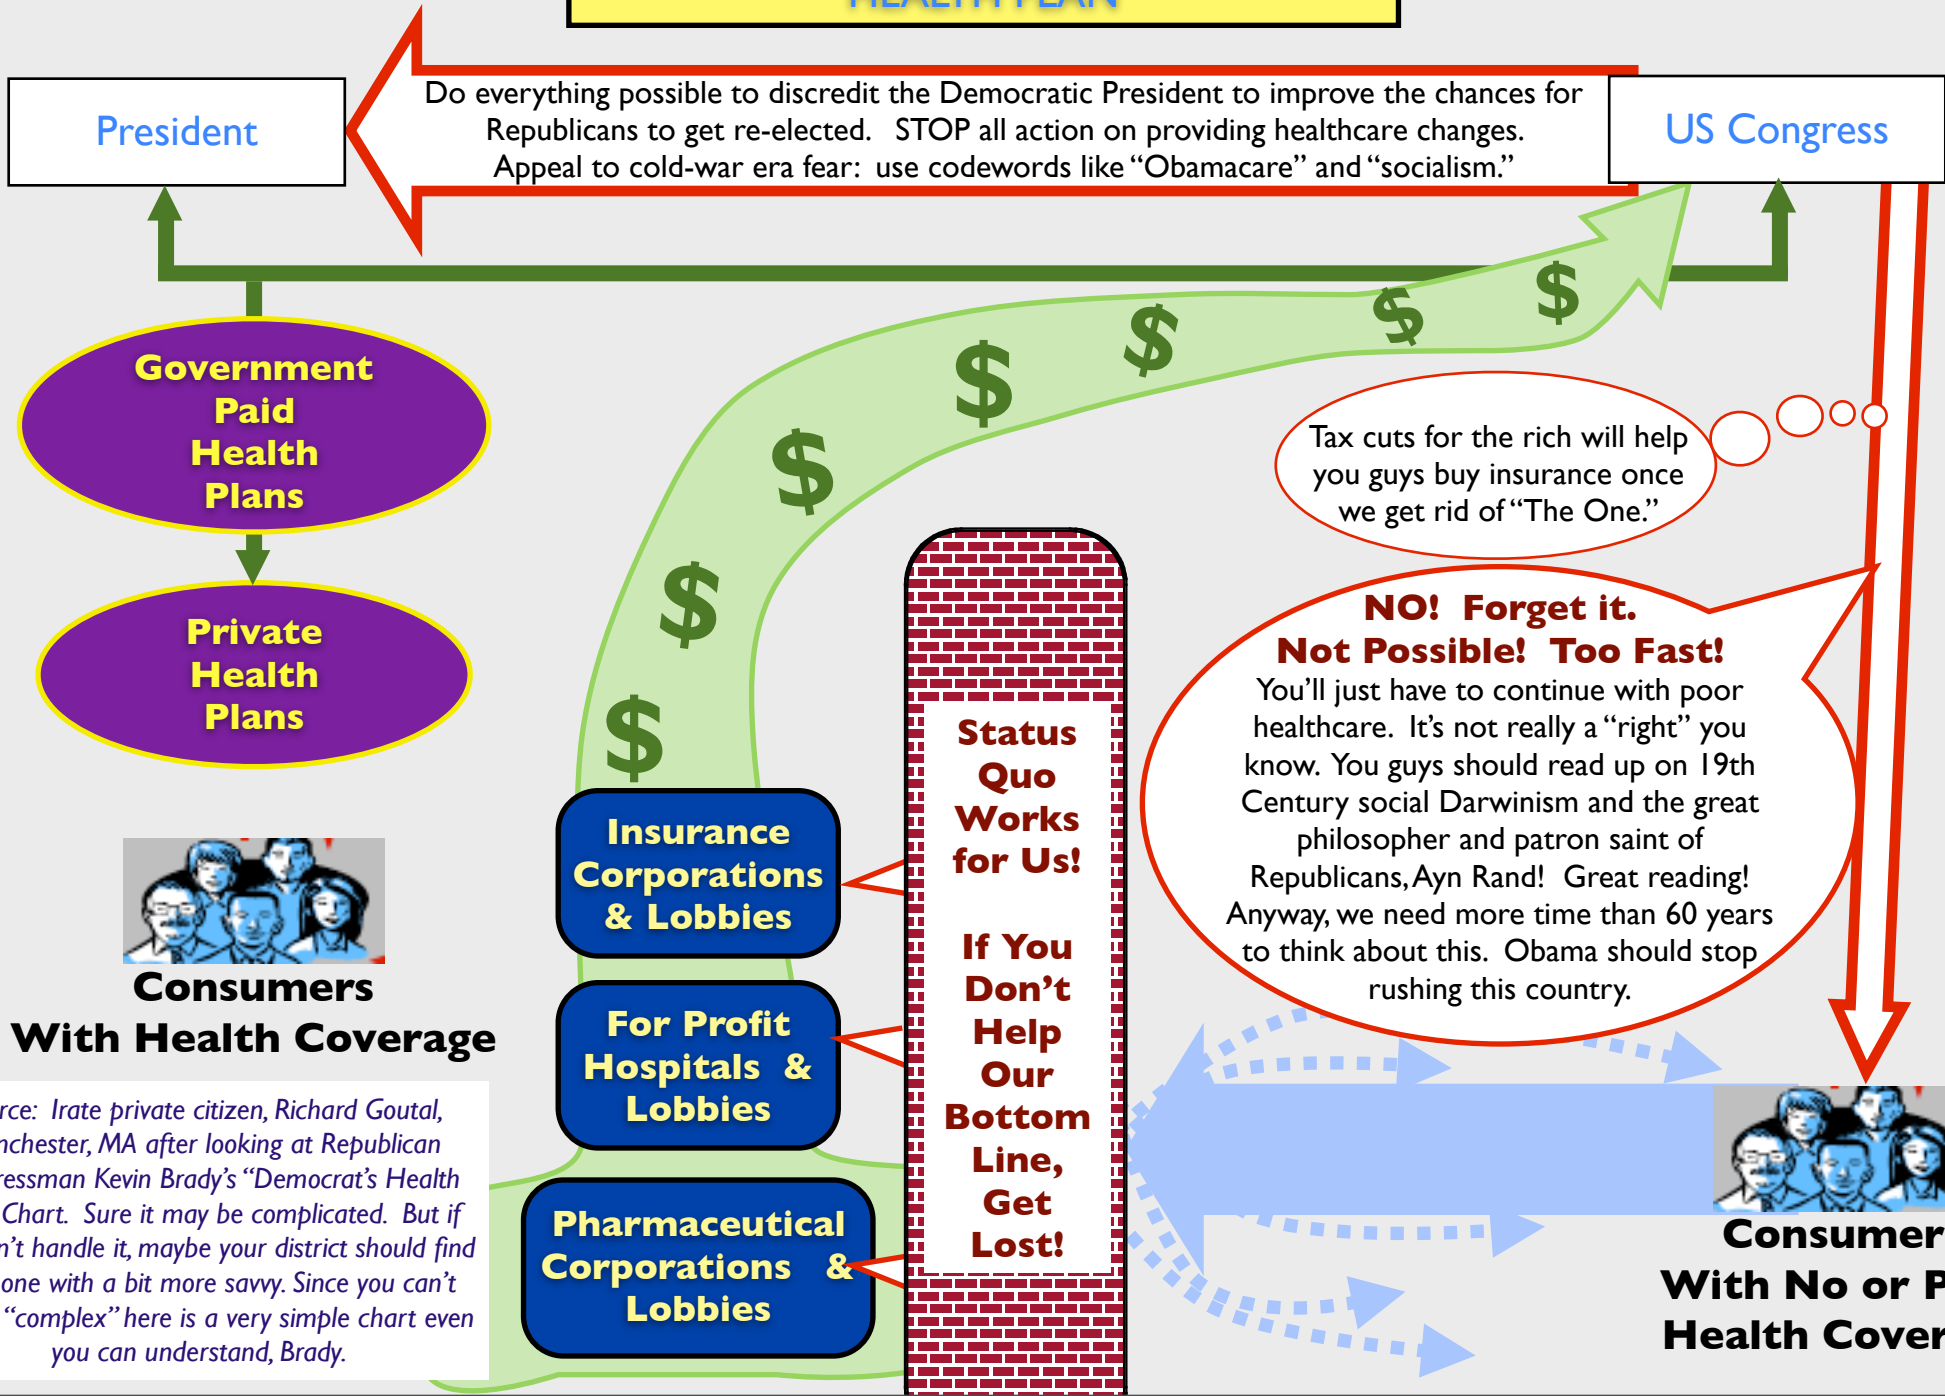 HEALTH PLAN
President
Do everything possible to discredit the Democratic President to improve the chances for
Republicans to get re-elected. STOP all action on providing healthcare changes.
Appeal to cold-war era fear: use codewords like “Obamacare” and “socialism.”
US Congress
$
$
$
$
$
$
$
Government
Paid
Health
Plans
Private
Health
Plans
Tax cuts for the rich will help
you guys buy insurance once
we get rid of “The One.”
NO! Forget it.
Not Possible! Too Fast!
You’ll just have to continue with poor
healthcare. It’s not really a “right” you
know. You guys should read up on 19th
Century social Darwinism and the great
philosopher and patron saint of
Republicans, Ayn Rand! Great reading!
Anyway, we need more time than 60 years
to think about this. Obama should stop
rushing this country.
Status
Quo
Works
for Us!
If You
Don’t
Help
Our
Bottom
Line,
Get
Lost!
Insurance
Corporations
& Lobbies
For Profit
Hospitals &
Lobbies
Pharmaceutical
Corporations &
Lobbies
Consumers
With Health Coverage
Irate private citizen, Richard Goutal,
MA after looking at Republican
Kevin Brady’s “Democrat’s Health
Chart. Sure it may be complicated. But if
handle it, maybe your district should find
one with a bit more savvy. Since you can’t
“complex” here is a very simple chart even
you can understand, Brady.
Consumer
With No or
Health